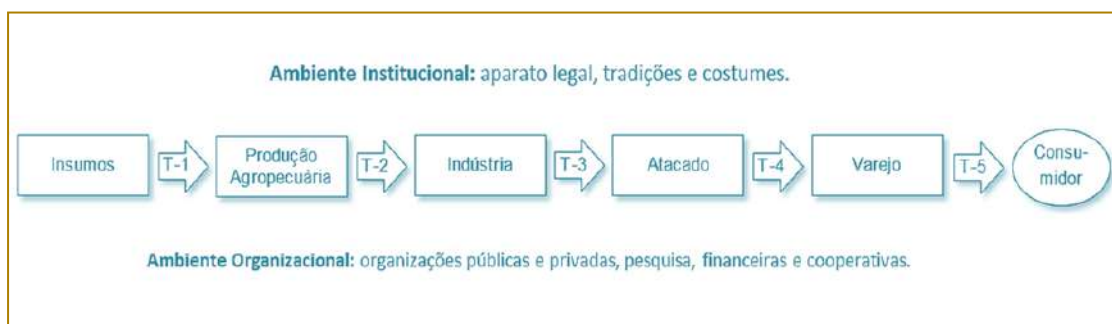 Ambiente Institucional: aparato legal, tradições e costumes.
Insumos
T-1
Produção
Agropecuária
T-2
Indústria
T-3
Atacado
T-4
Varejo
T-5
Consu-
midor
Ambiente Organizacional: organizações públicas e privadas, pesquisa, financeiras e cooperativas.